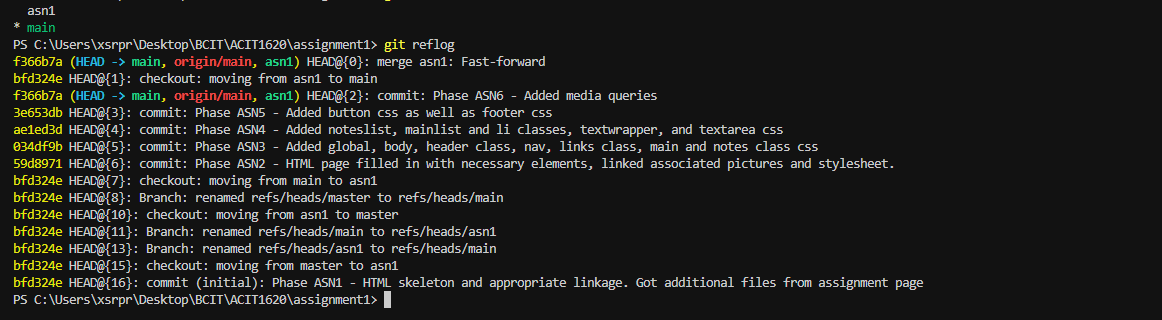 asn1
* main
PS C:\Users\xsrpr\Desktop\BCIT\ACIT1620\assignment1> git reflog
f366b7a (HEAD -> main, origin/main, asn1) HEAD@{0}: merge asn1: Fast-forward
bfd324e HEAD@{1}: checkout: moving from asn1 to main
f366b7a (HEAD -> main, origin/main, asn1) HEAD@{2}: commit: Phase ASN6 - Added media queries
3e653db HEAD@{3}: commit: Phase ASN5 - Added button css as well as footer css
ae1ed3d HEAD@{4}: commit: Phase ASN4 - Added noteslist, mainlist and li classes, textwrapper, and textarea css
034df9b HEAD@{5}: commit: Phase ASN3 - Added global, body, header class, nav, links class, main and notes class css
59d8971 HEAD@{6}: commit: Phase ASN2 - HTML page filled in with necessary elements, linked associated pictures and stylesheet.
bfd324e HEAD@{7}: checkout: moving from main to asn1
bfd324e HEAD@{8}: Branch: renamed refs/heads/master to refs/heads/main
bfd324e HEAD@{10}: checkout: moving from asn1 to master
bfd324e HEAD@{11}: Branch: renamed refs/heads/main to refs/heads/asn1
bfd324e HEAD@{13}: Branch: renamed refs/heads/asn1 to refs/heads/main
bfd324e HEAD@{15}: checkout: moving from master to asn1
bfd324e HEAD@{16}: commit (initial): Phase ASN1 - HTML skeleton and appropriate linkage. Got additional files from assignment page
PS C:\Users\xsrpr\Desktop\BCIT\ACIT1620\assignment1>